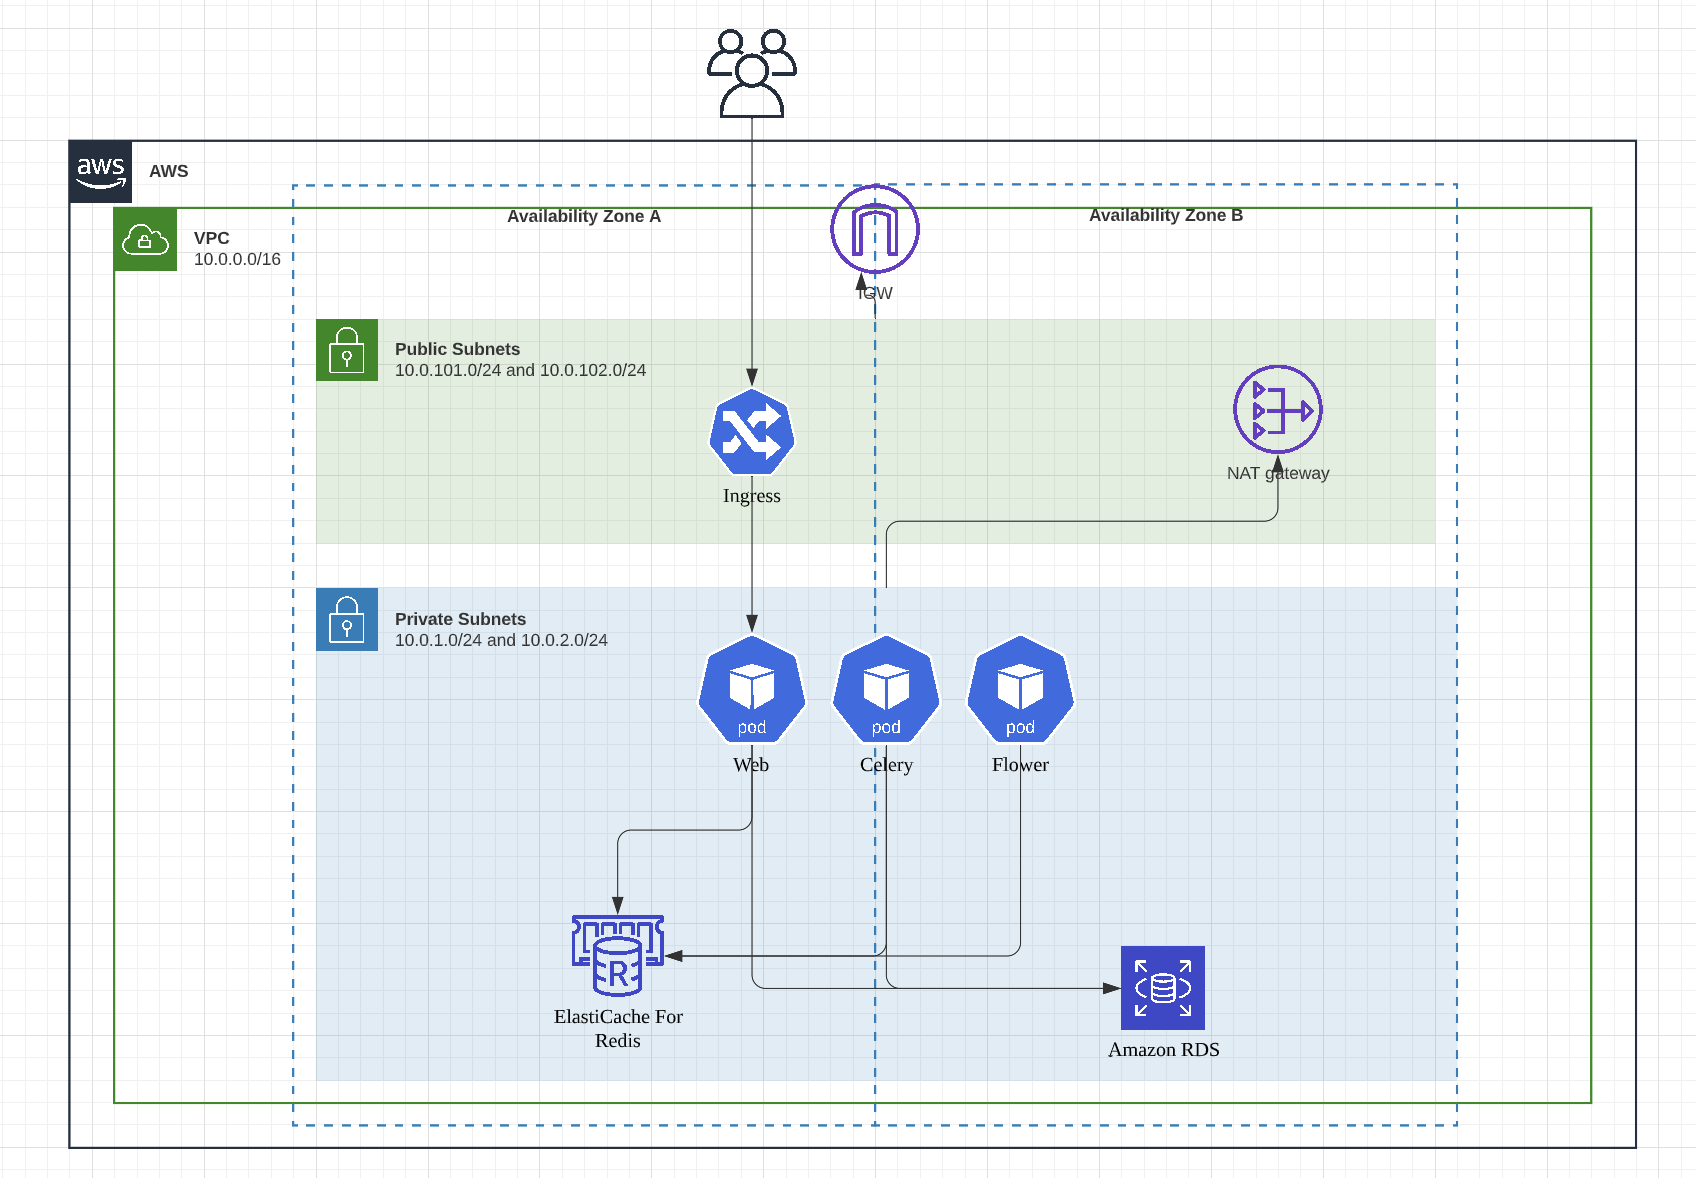 aws
AWS
Availability Zone A
Availability Zone B
VPC
10.0.0.0/16
IGW
Public Subnets
10.0.101.0/24 and 10.0.102.0/24
NAT gateway
Ingress
Private Subnets
10.0.1.0/24 and 10.0.2.0/24
pod
pod
pod
Web
Celery
Flower
R
ElastiCache For
Redis
Amazon RDS